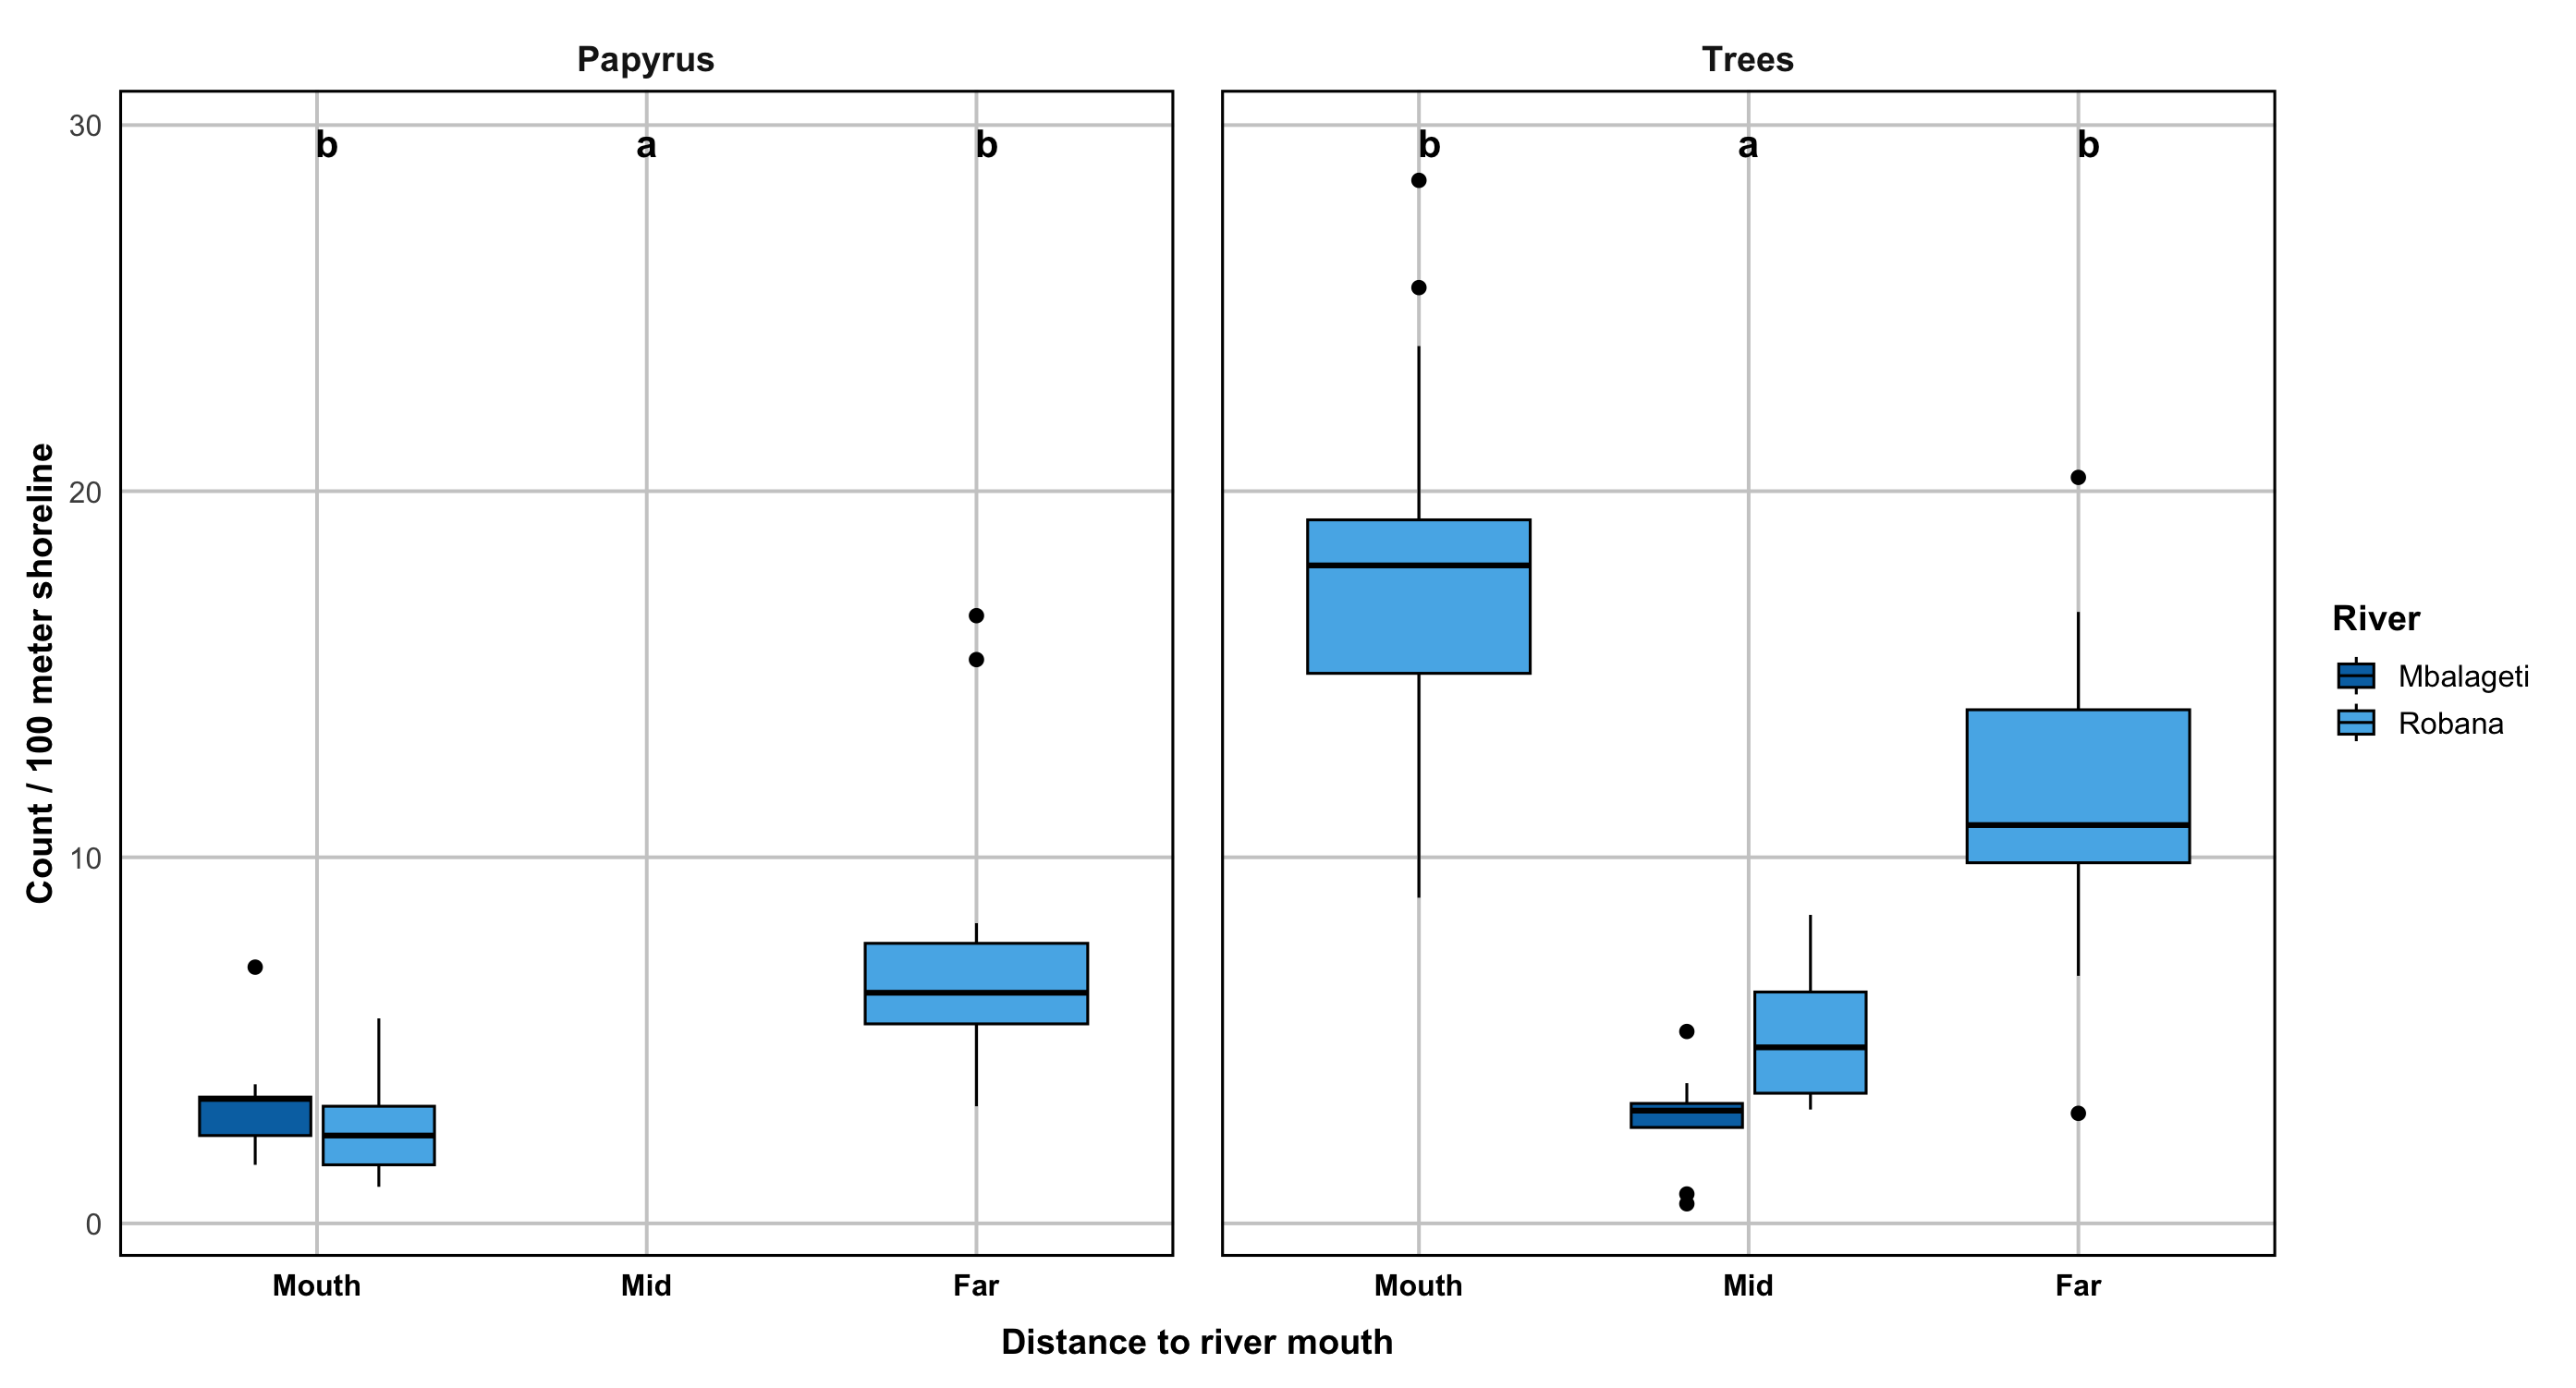 Papyrus
Trees
30
20
10
0
b
a
b
b
a
b
Count / 100 meter shoreline
Mouth
Mid
Far
Mouth
Mid
Far
Distance to river mouth
River
Mbalageti
Robana